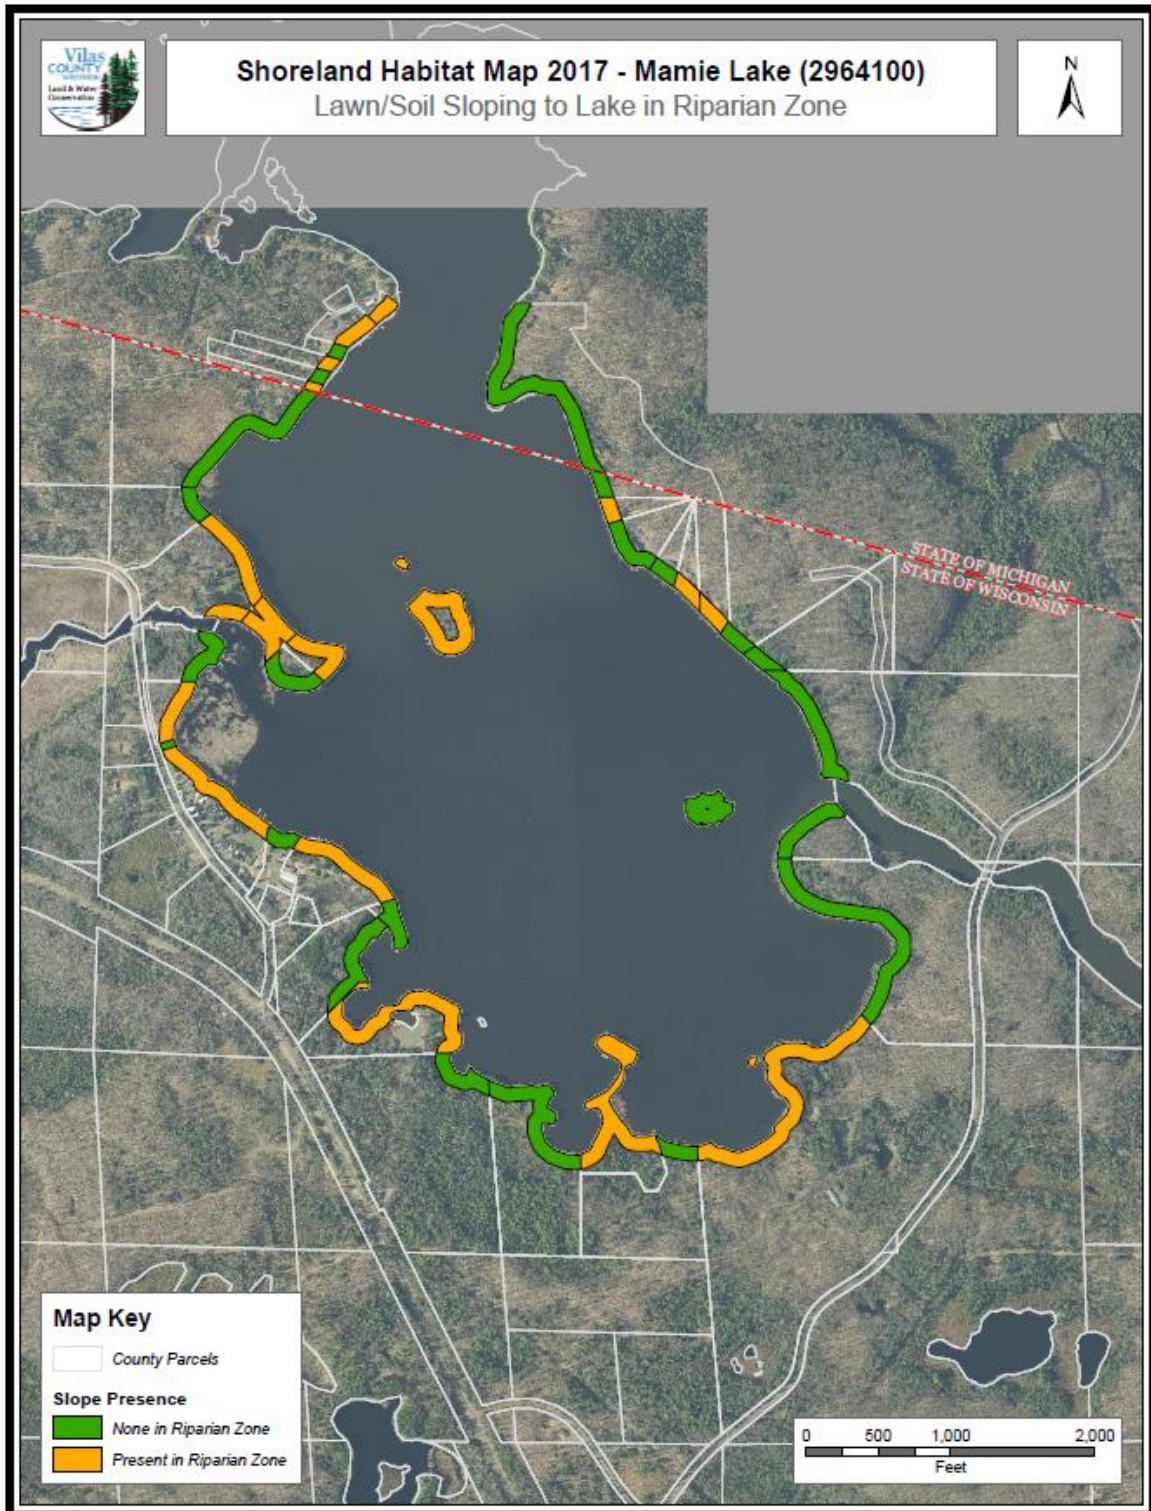 Vilas
COUNTY
Land & Water
Conservation
Shoreland Habitat Map 2017 - Mamie Lake (2964100)
Lawn/Soil Sloping to Lake in Riparian Zone
N
STATE OF MICHIGAN
STATE OF WISCONSIN
Map Key
County Parcels
Slope Presence
None in Riparian Zone
Present in Riparian Zone
0 500 1,000 2,000
Feet